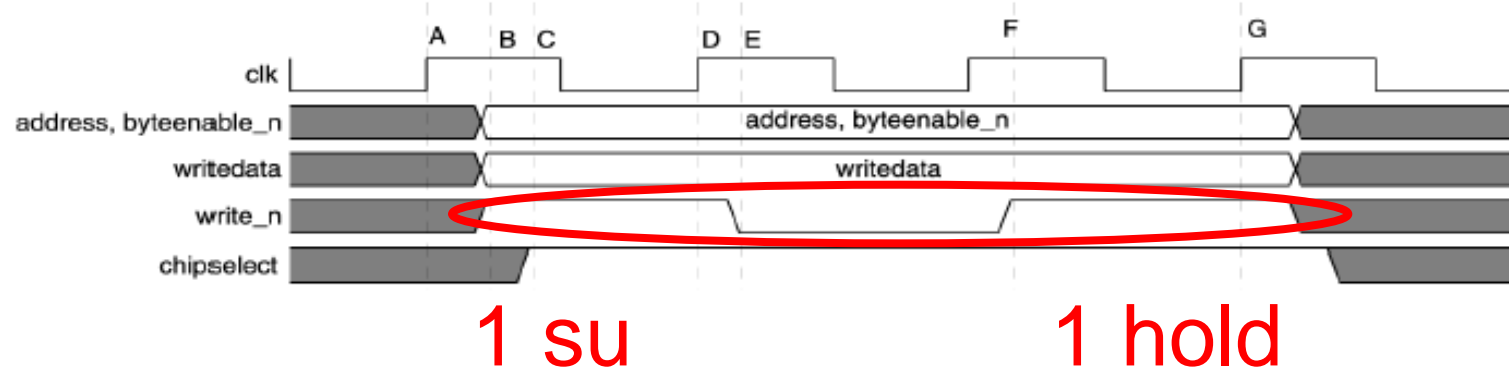 A B C D E F G
clk
address, byteenable_n address, byteenable_n
writedata writedata
write_n
chipselect
1 su 1 hold